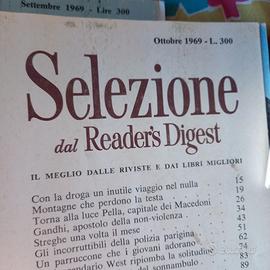 Settembre 1969 - Lire 300
Ottobre 1969 - L. 300
Selezione
dal Reader's Digest
IL MEGLIO DALLE RIVISTE E DAI LIBRI MIGLIORI
Con la droga un inutile viaggio nel nulla 15
Montagne che perdono la testa 19
Torna alla luce Pella, capitale dei Macedoni 26
Gandhi, apostolo della non-violenza 34
Streghe una volta il mese 43
Gli incorruttibili della polizia parigina 51
Un parruccone che i giovani adorano 62
leggendario West ripiomba la solitudine 74
del sonnambulo 83
89